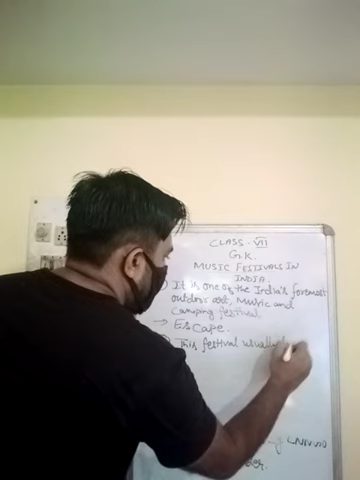 CLASS - VII
G.K.
MUSIC FESTIVALS IN
INDIA.
It is one of the India's foremost
outdoor art, Music and
Camping festival.
→ Escape.
This festival usually